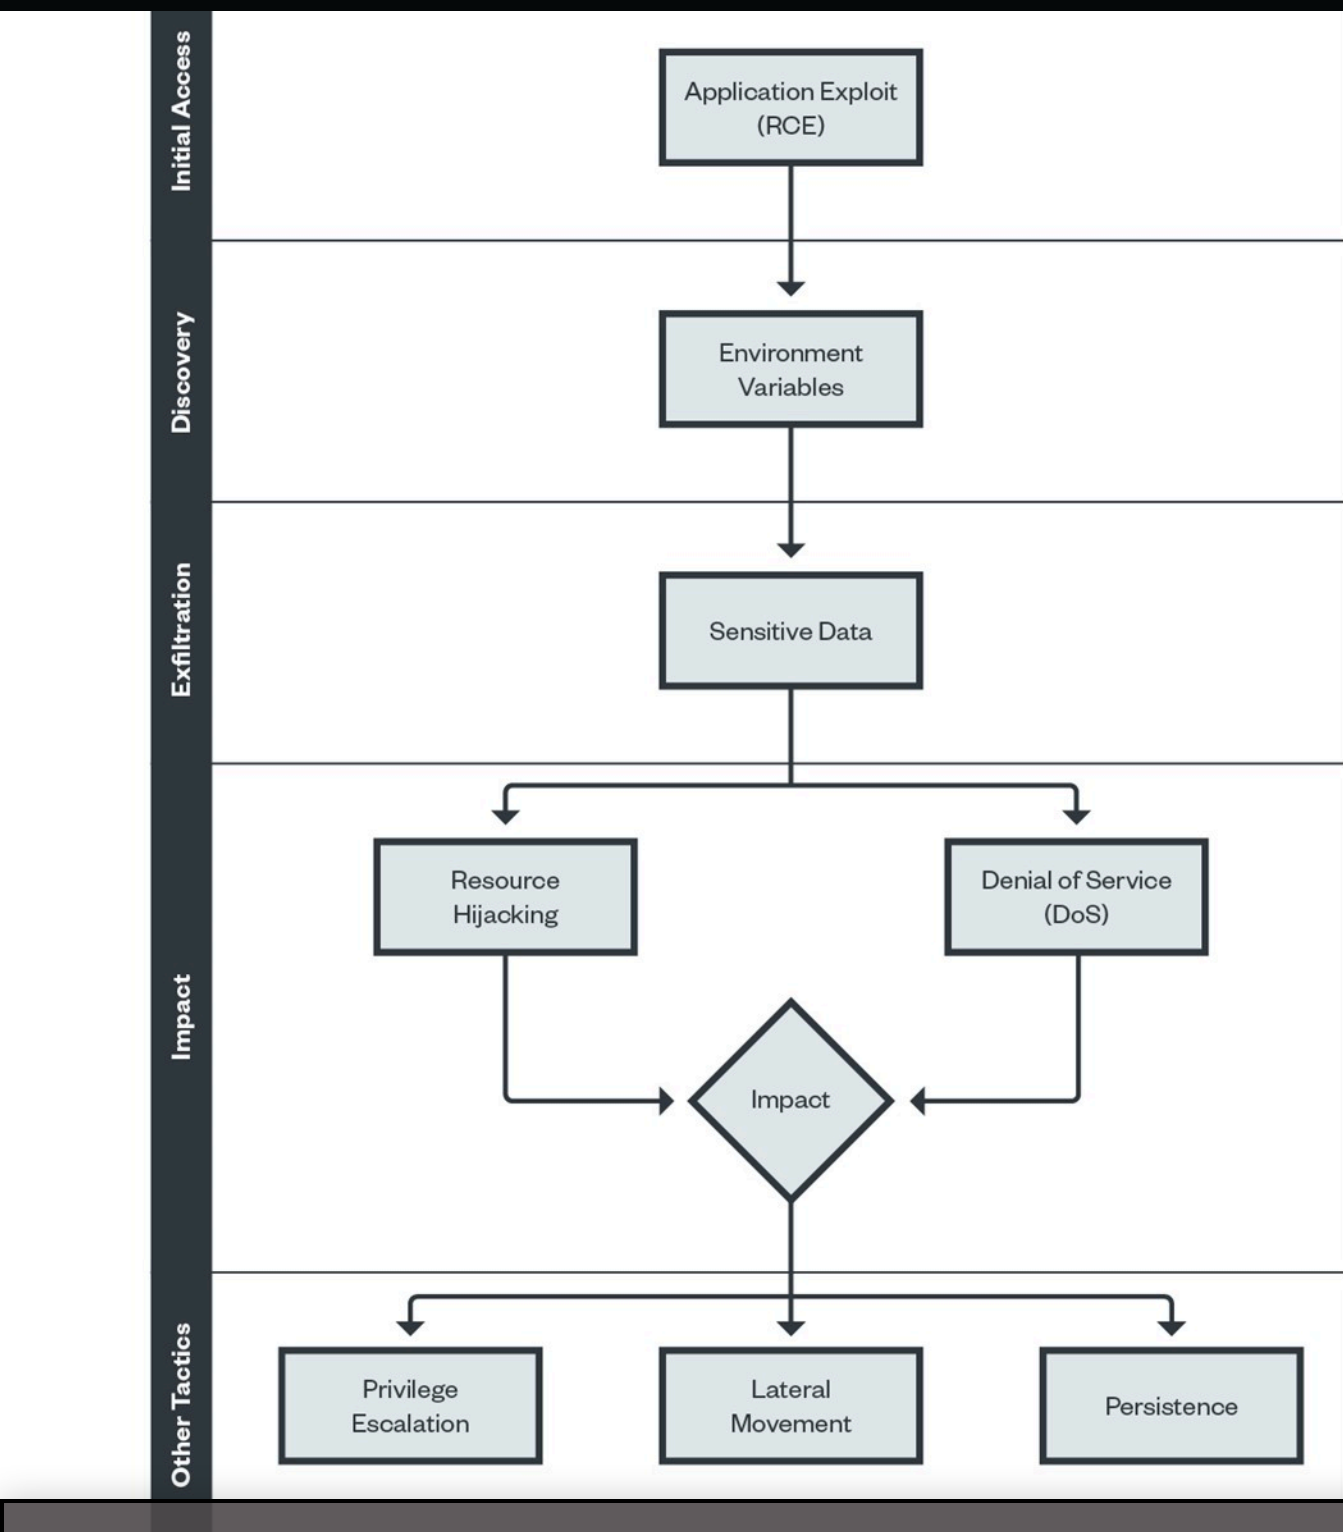 Initial Access
Application Exploit
(RCE)
Discovery
Environment
Variables
Exfiltration
Sensitive Data
Impact
Resource
Hijacking
Denial of Service
(DoS)
Impact
Other Tactics
Privilege
Escalation
Lateral
Movement
Persistence